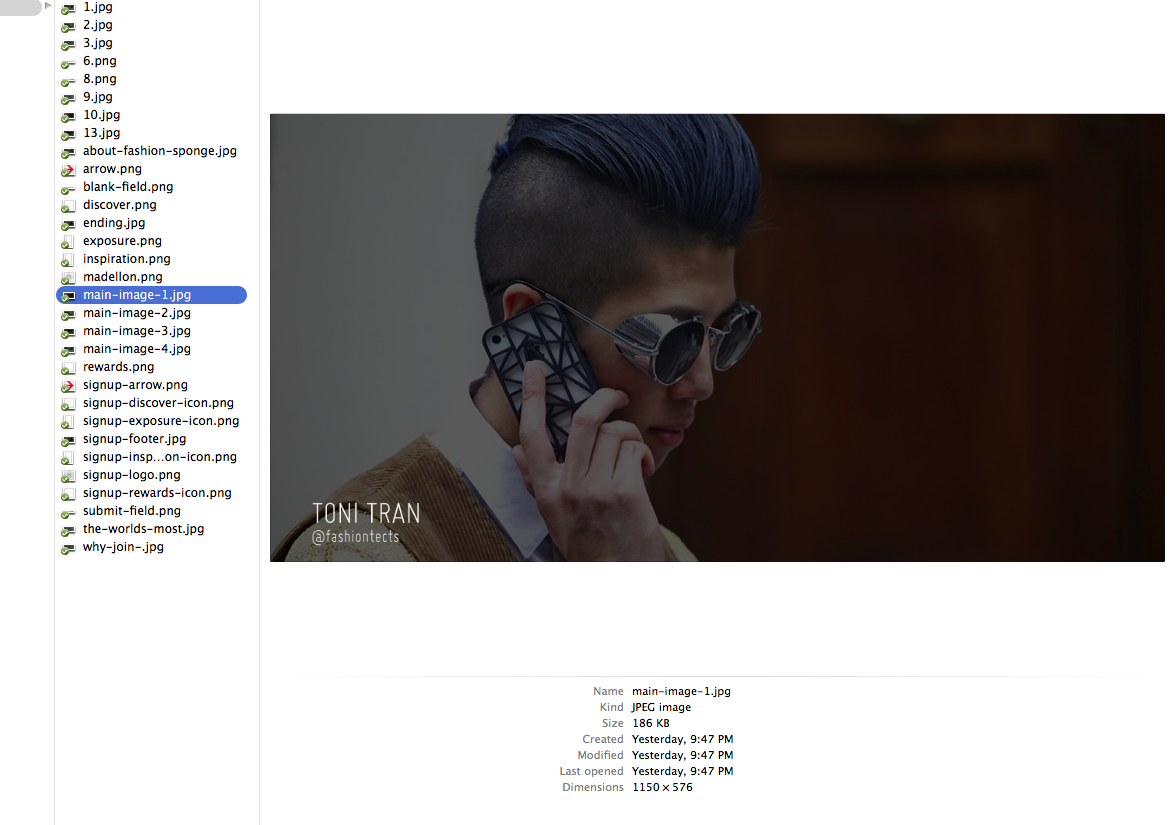 1.jpg
2.jpg
3.jpg
6.png
8.png
9.jpg
10.jpg
13.jpg
about-fashion-sponge.jpg
arrow.png
blank-field.png
discover.png
ending.jpg
exposure.png
inspiration.png
madellon.png
main-image-1.jpg
main-image-2.jpg
main-image-3.jpg
main-image-4.jpg
rewards.png
signup-arrow.png
signup-discover-icon.png
signup-exposure-icon.png
signup-footer.jpg
signup-insp...on-icon.png
signup-logo.png
signup-rewards-icon.png
submit-field.png
the-worlds-most.jpg
why-join-.jpg
TONI TRAN
@fashiontects
Name main-image-1.jpg
Kind JPEG image
Size 186 KB
Created Yesterday, 9:47 PM
Modified Yesterday, 9:47 PM
Last opened Yesterday, 9:47 PM
Dimensions 1150 × 576